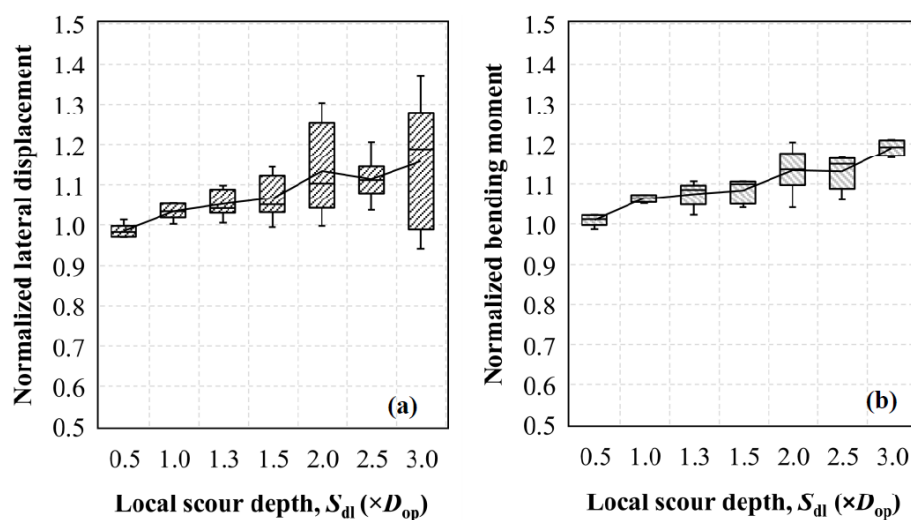 Normalized lateral displacement
1.5
1.4
1.3
1.2
1.1
1.0
0.9
0.8
0.7
0.6
0.5
(a)
0.5 1.0 1.3 1.5 2.0 2.5 3.0
Local scour depth, Sdl (×Dop)
Normalized bending moment
1.5
1.4
1.3
1.2
1.1
1.0
0.9
0.8
0.7
0.6
0.5
(b)
0.5 1.0 1.3 1.5 2.0 2.5 3.0
Local scour depth, Sdl (×Dop)